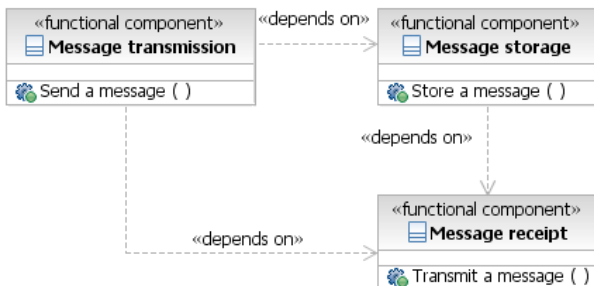 «functional component»
Message transmission
Send a message ( )
«depends on»
«functional component»
Message storage
Store a message ( )
«depends on»
«depends on»
«functional component»
Message receipt
Transmit a message ( )